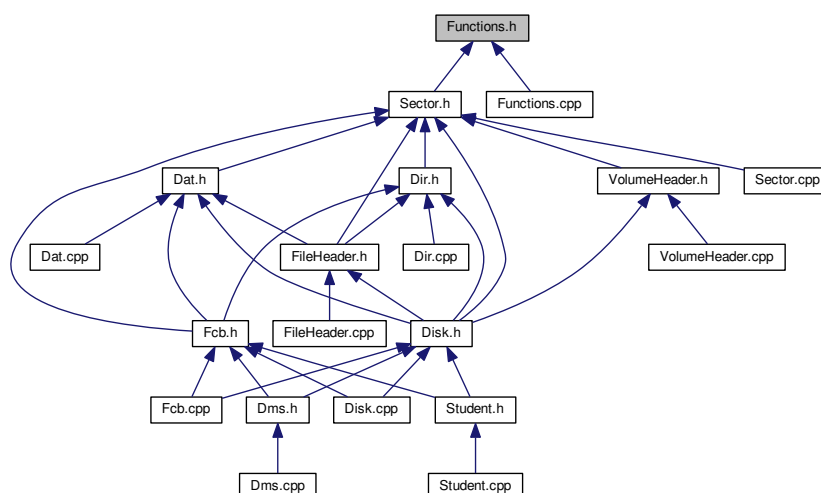 Functions.h
Sector.h
Functions.cpp
Dat.h
Dir.h
VolumeHeader.h
Sector.cpp
Dat.cpp
FileHeader.h
Dir.cpp
VolumeHeader.cpp
Fcb.h
FileHeader.cpp
Disk.h
Fcb.cpp
Dms.h
Disk.cpp
Student.h
Dms.cpp
Student.cpp